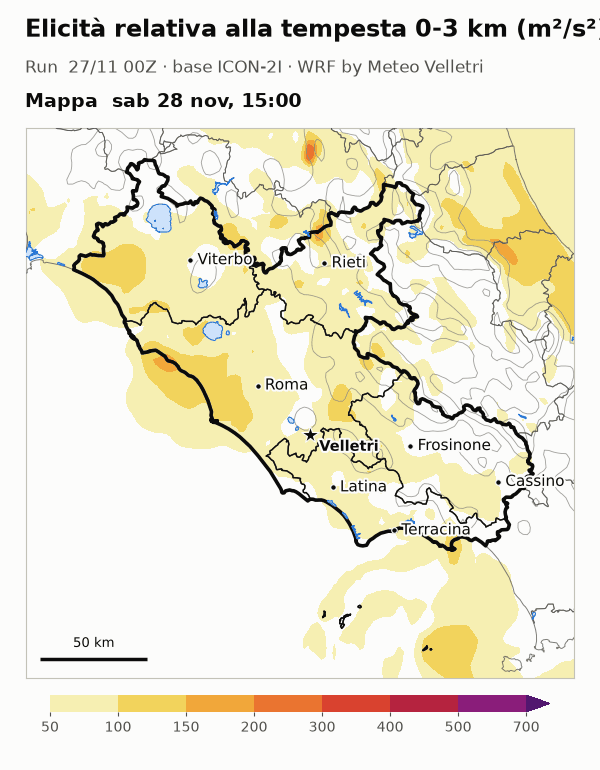 Elicità relativa alla tempesta 0-3 km (m²/s²)
Run 27/11 00Z · base ICON-2I · WRF by Meteo Velletri
Mappa sab 28 nov, 15:00
Viterbo
Rieti
Roma
Velletri
Frosinone
Latina
Cassino
Terracina
50 km
50 100 150 200 300 400 500 700